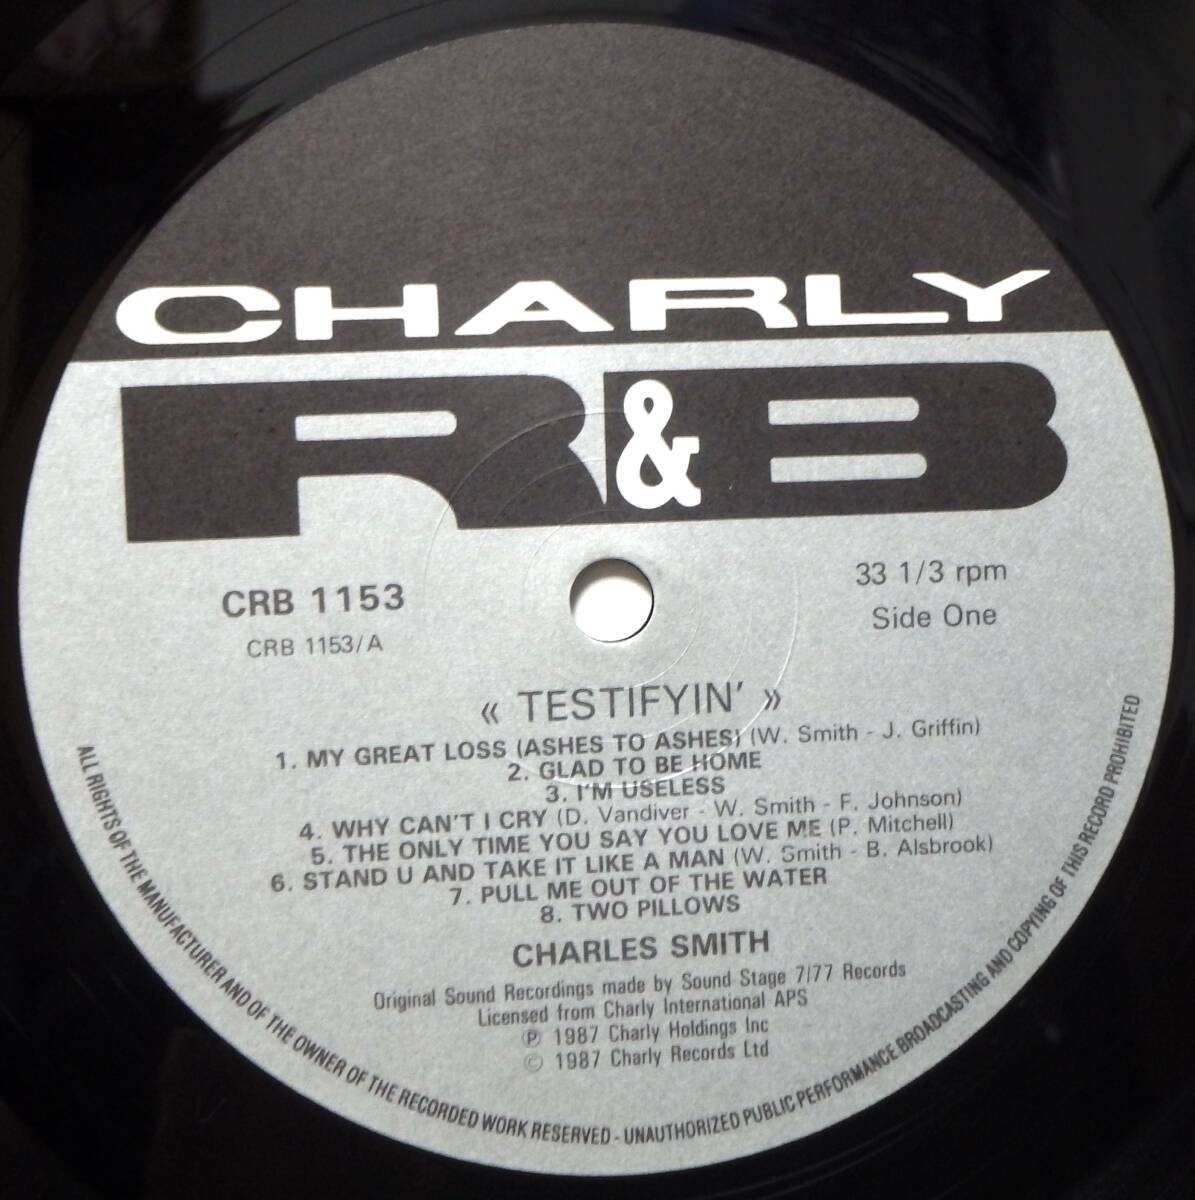 CHARLY
R&B
CRB 1153
CRB 1153/A
33 1/3 rpm
Side One
« TESTIFYIN' »
1. MY GREAT LOSS (ASHES TO ASHES) (W. Smith - J. Griffin)
2. GLAD TO BE HOME
3. I'M USELESS
4. WHY CAN'T I CRY (D. Vandiver - W. Smith - F. Johnson)
5. THE ONLY TIME YOU SAY YOU LOVE ME (P. Mitchell)
6. STAND U AND TAKE IT LIKE A MAN (W. Smith - B. Alsbrook)
7. PULL ME OUT OF THE WATER
8. TWO PILLOWS
CHARLES SMITH
Original Sound Recordings made by Sound Stage 7/77 Records
Licensed from Charly International APS
℗ 1987 Charly Holdings Inc
© 1987 Charly Records Ltd
ALL RIGHTS OF THE MANUFACTURER AND OF THE OWNER OF THE RECORDED WORK RESERVED - UNAUTHORIZED PUBLIC PERFORMANCE BROADCASTING AND COPYING OF THIS RECORD PROHIBITED